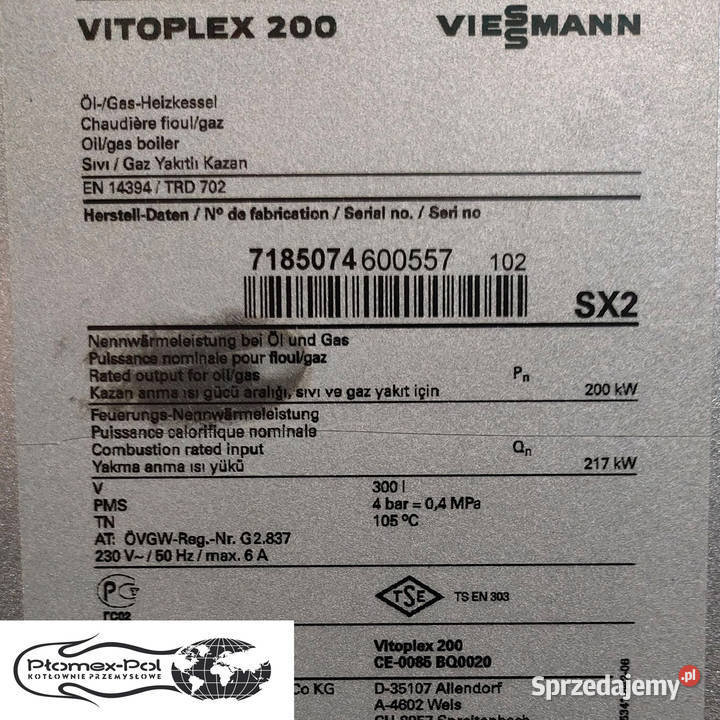 VITOPLEX 200 VIESSMANN
Öl-/Gas-Heizkessel
Chaudière fioul/gaz
Oil/gas boiler
Sıvı / Gaz Yakıtlı Kazan
EN 14394 / TRD 702
Herstell-Daten / Nº de fabrication / Serial no. / Seri no
7185074 600557 102
SX2
Nennwärmeleistung bei Öl und Gas
Puissance nominale pour fioul/gaz
Rated output for oil/gas Pn
Kazan anma ısı gücü aralığı, sıvı ve gaz yakıt için 200 kW
Feuerungs-Nennwärmeleistung
Puissance calorifique nominale
Combustion rated input Qn
Yakma anma ısı yükü 217 kW
V 300 l
PMS 4 bar = 0,4 MPa
TN 105 ºC
AT: ÖVGW-Reg.-Nr. G 2.837
230 V~ / 50 Hz / max. 6 A
TSE TS EN 303
ГС02
Vitoplex 200
CE-0085 BQ0020
Co KG D-35107 Allendorf
A-4602 Wels
Płomex-Pol
KOTŁOWNIE PRZEMYSŁOWE
Sprzedajemy.pl